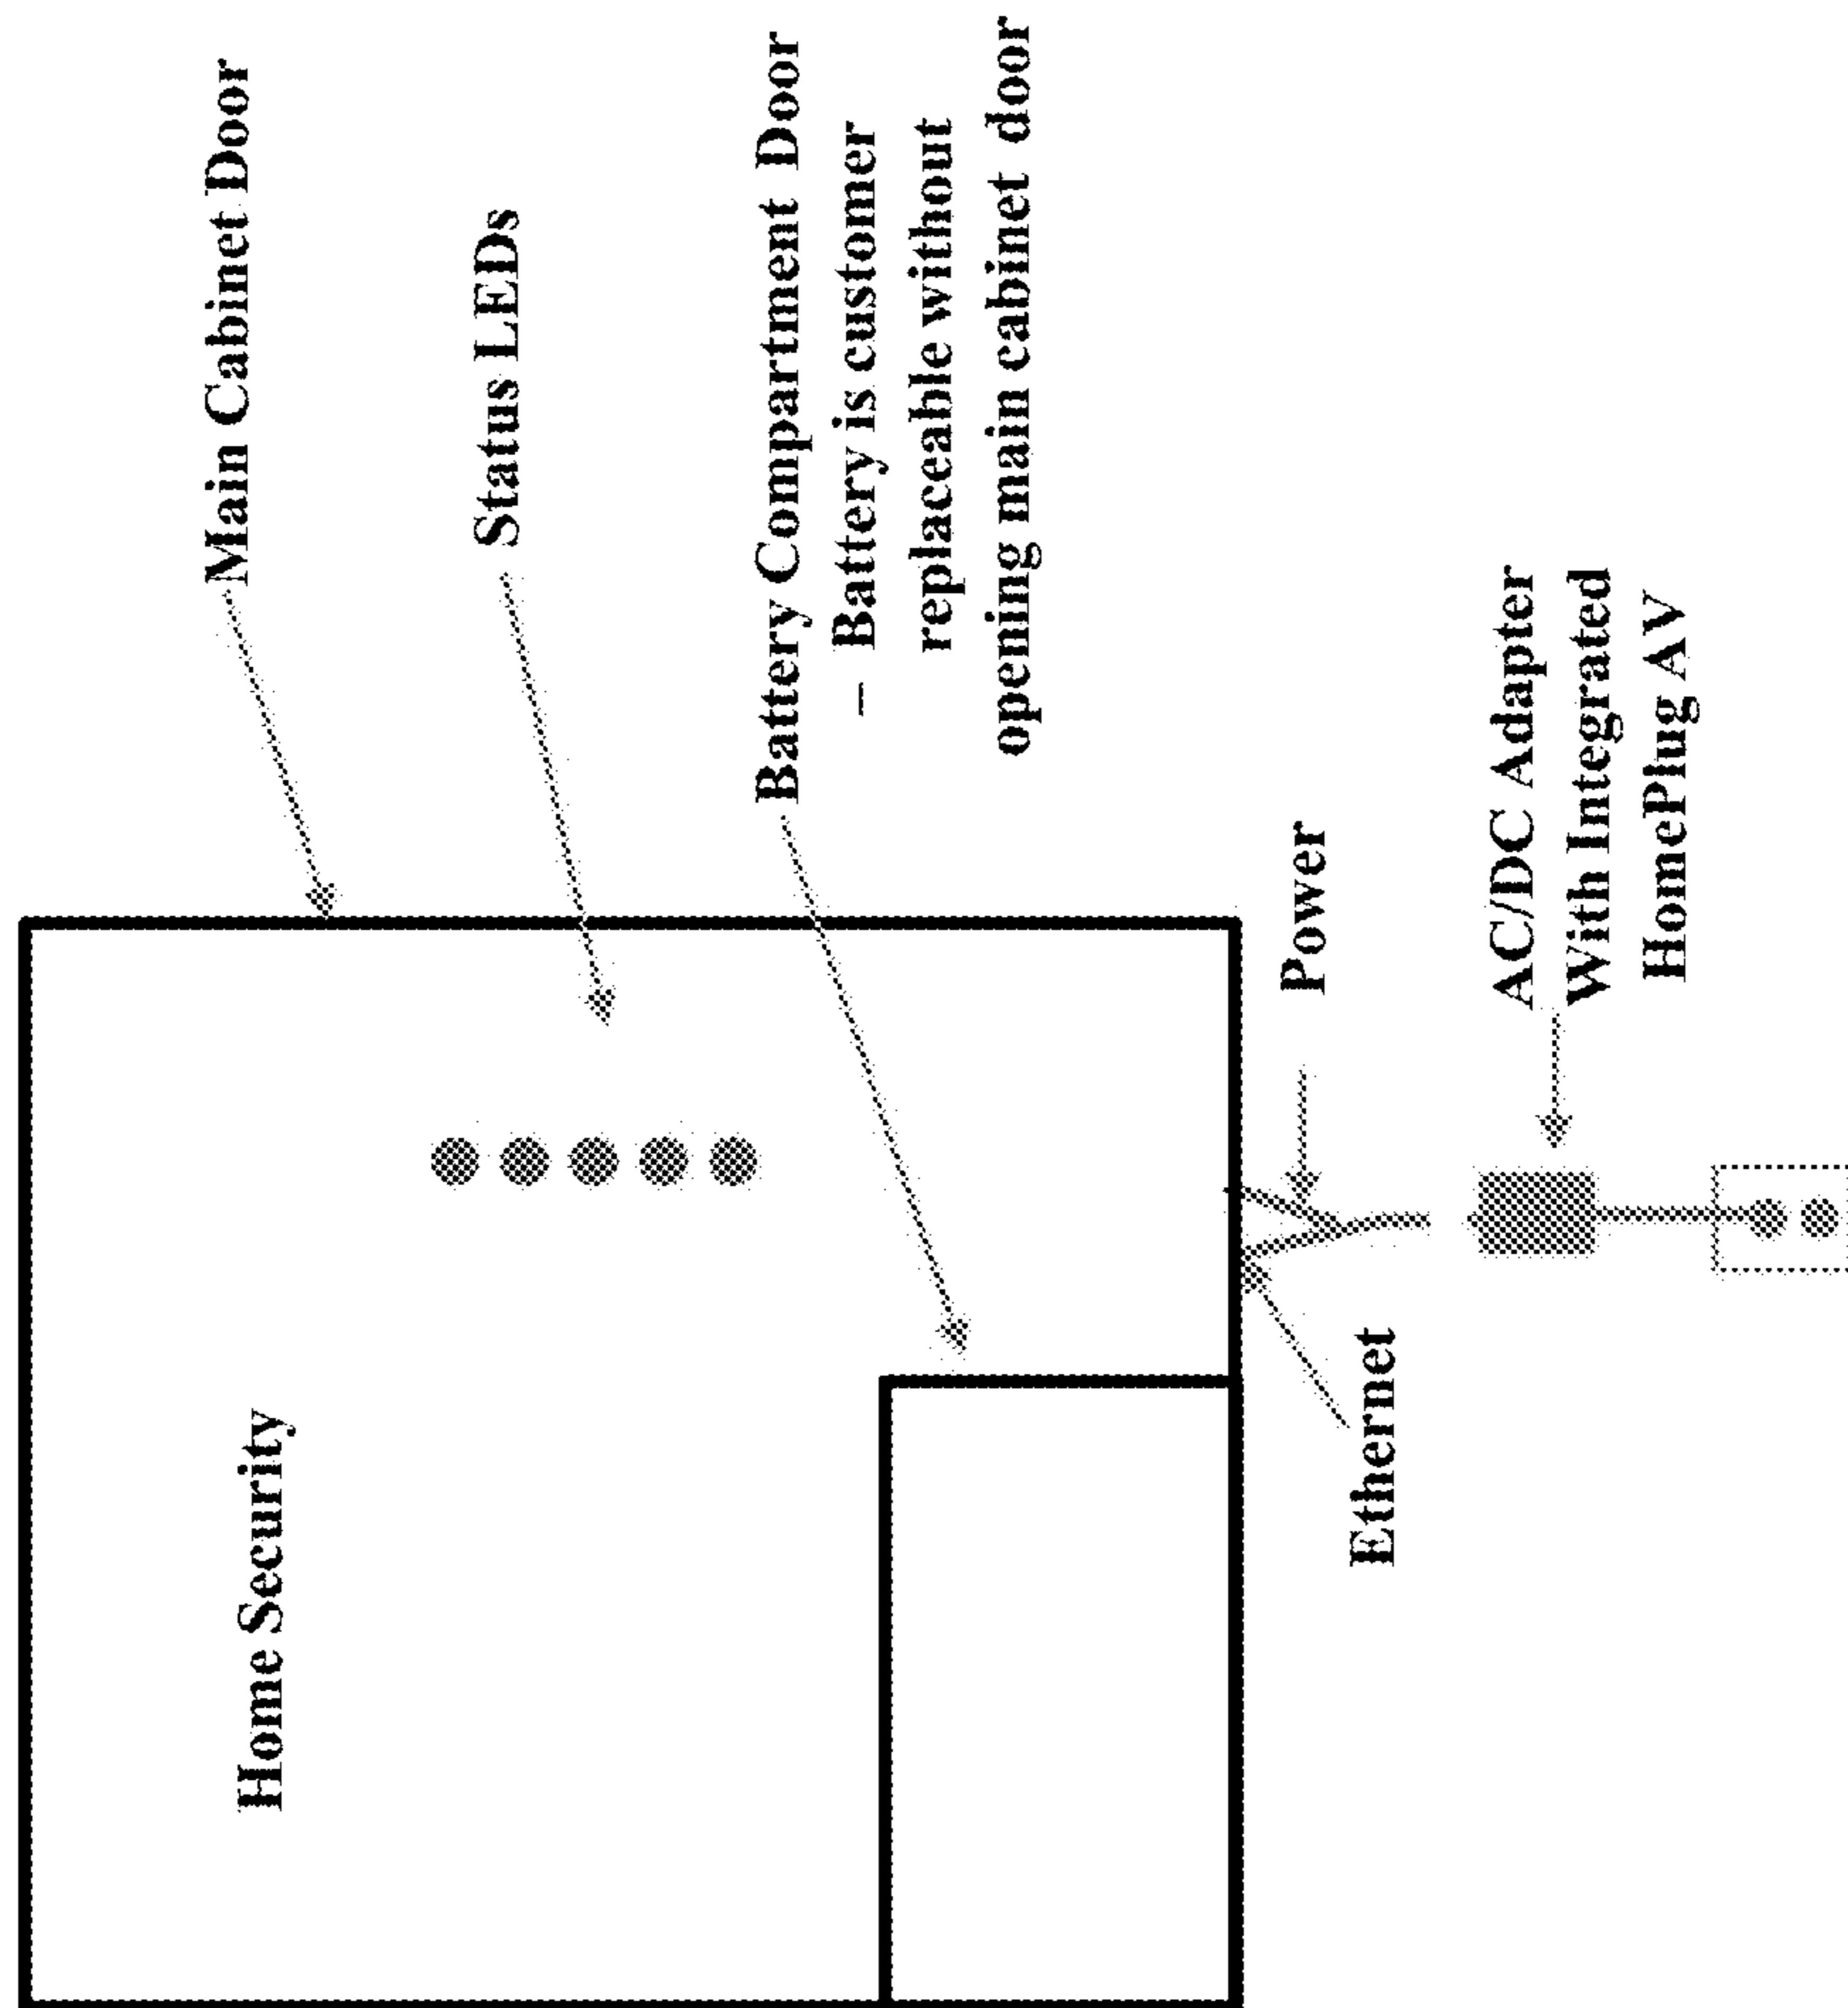 Main Cabinet Door
Home Security
Status LEDs
Battery Compartment Door
– Battery is customer
replaceable without
opening main cabinet door
Power
Ethernet
AC/DC Adapter
With Integrated
HomePlug AV